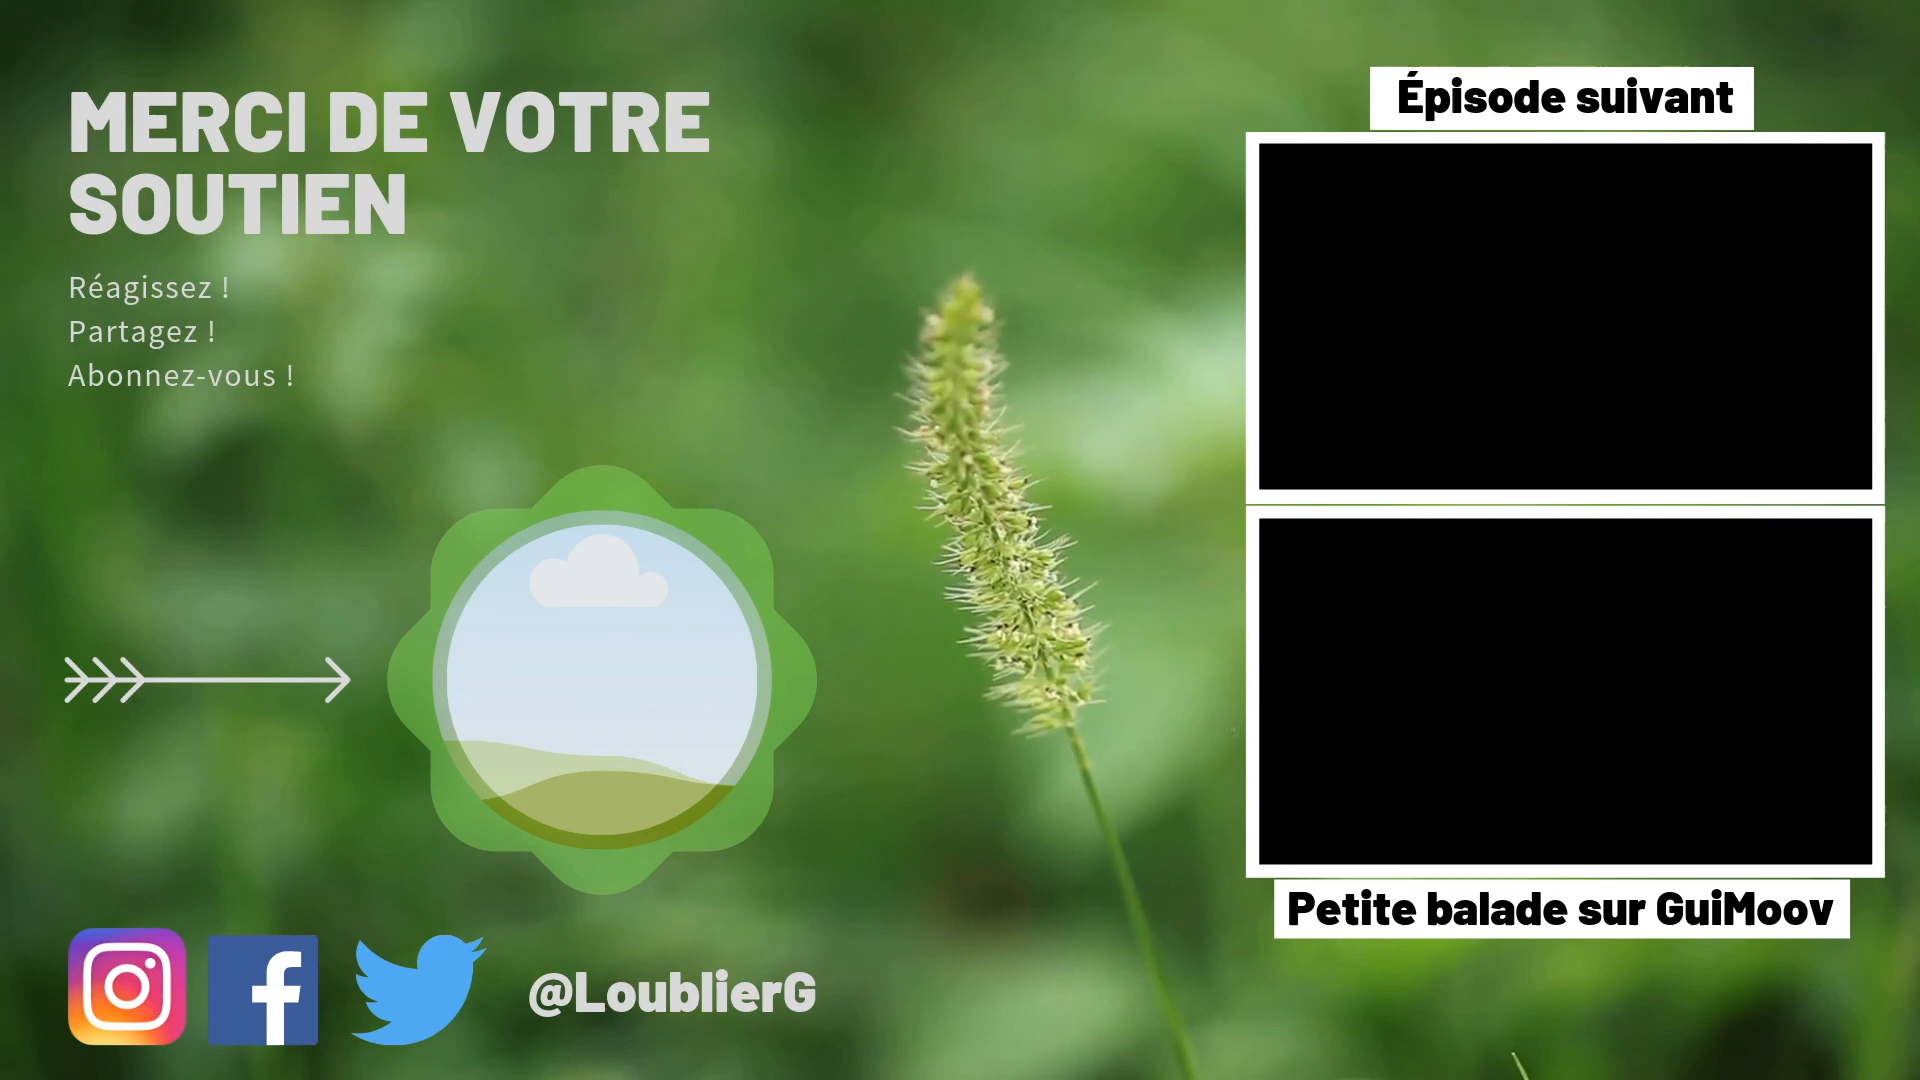 MERCI DE VOTRE
SOUTIEN
Réagissez !
Partagez !
Abonnez-vous !
@LoublierG
Épisode suivant
Petite balade sur GuiMoov